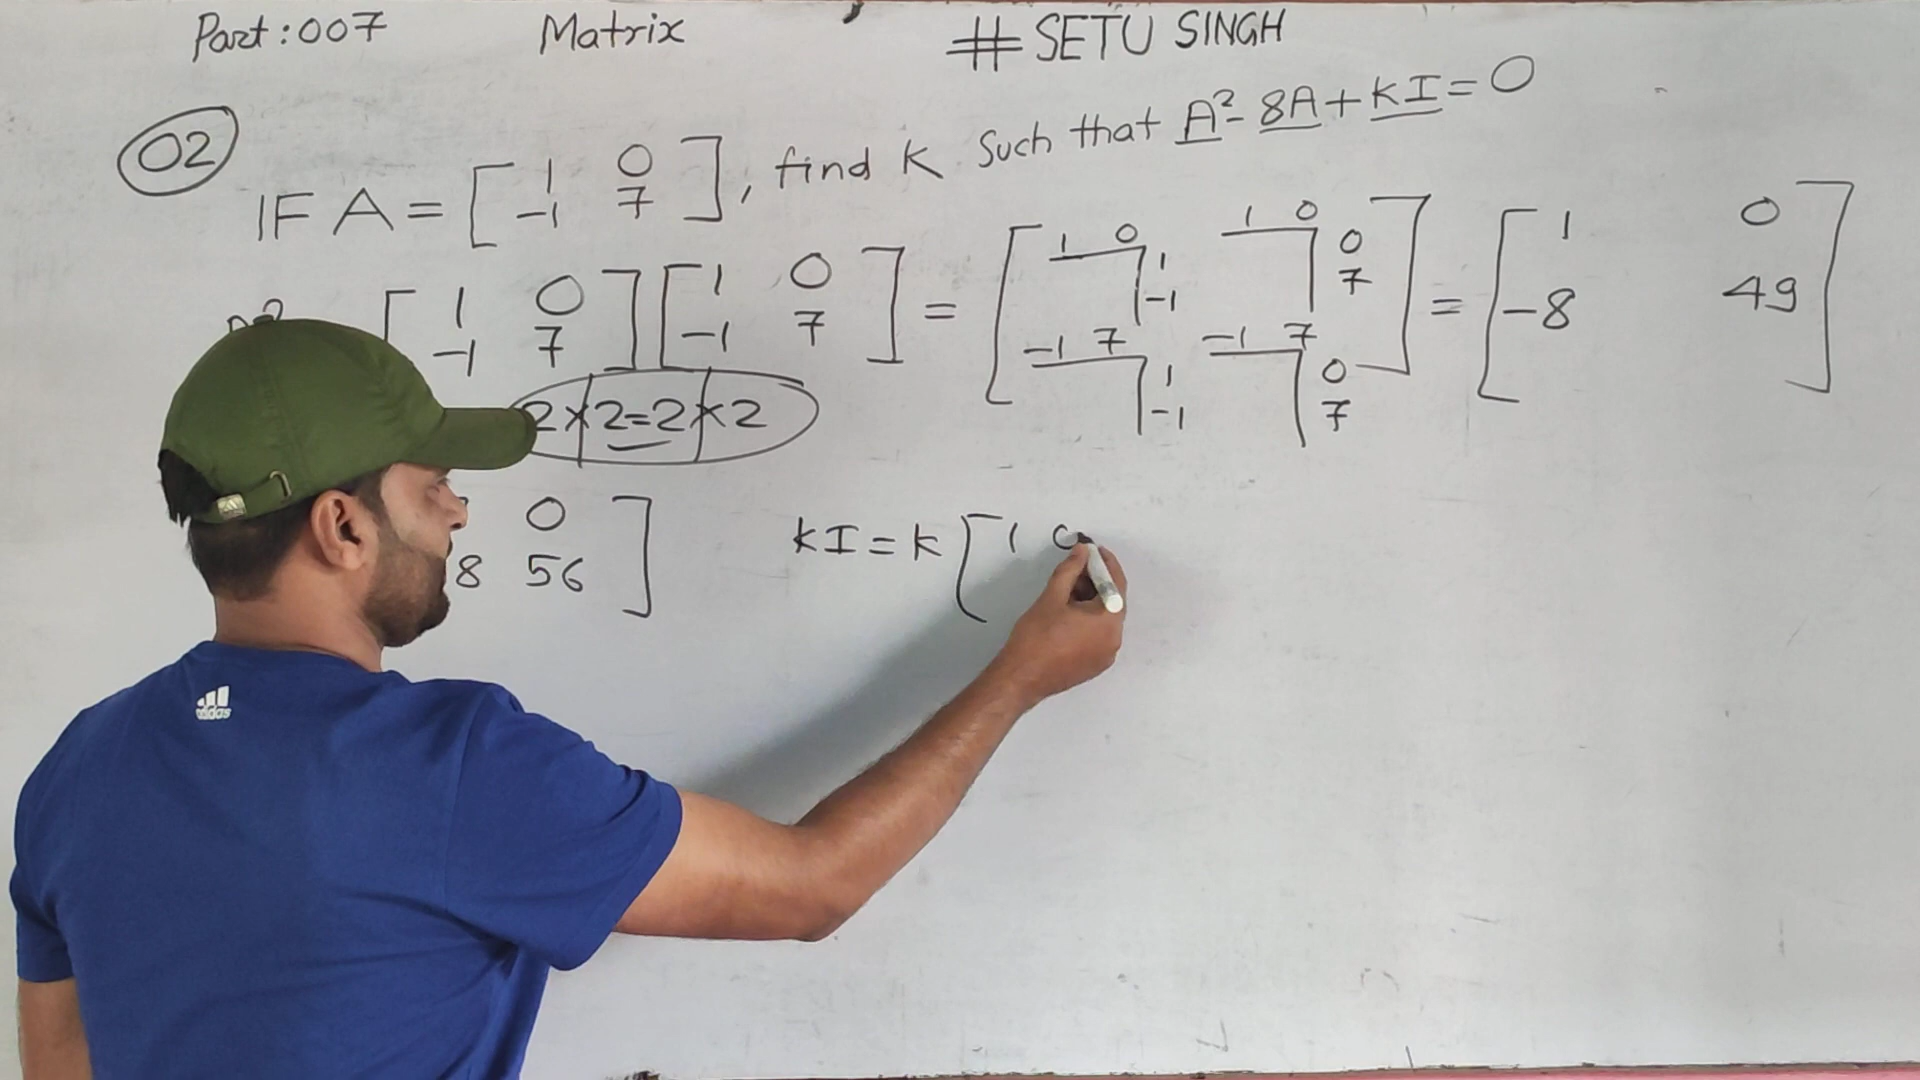 Part:007 Matrix # SETU SINGH
02
IF A = [1 0 -1 7], find K Such that A² - 8A + KI = 0
[1 0 -1 7] [1 0 -1 7] = [1 0 1 -1 1 0 0 7 -1 7 1 -1 -1 7 0 7] = [1 0 -8 49]
2×2=2×2
0
8 56] KI = K [1 0
adidas